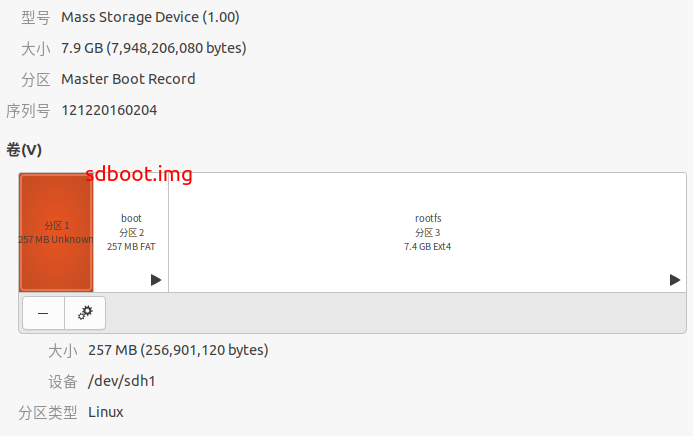 型号 Mass Storage Device (1.00)
大小 7.9 GB (7,948,206,080 bytes)
分区 Master Boot Record
序列号 121220160204
卷(V)
sdboot.img
分区 1
257 MB Unknown
boot
分区 2
257 MB FAT
rootfs
分区 3
7.4 GB Ext4
大小 257 MB (256,901,120 bytes)
设备 /dev/sdh1
分区类型 Linux